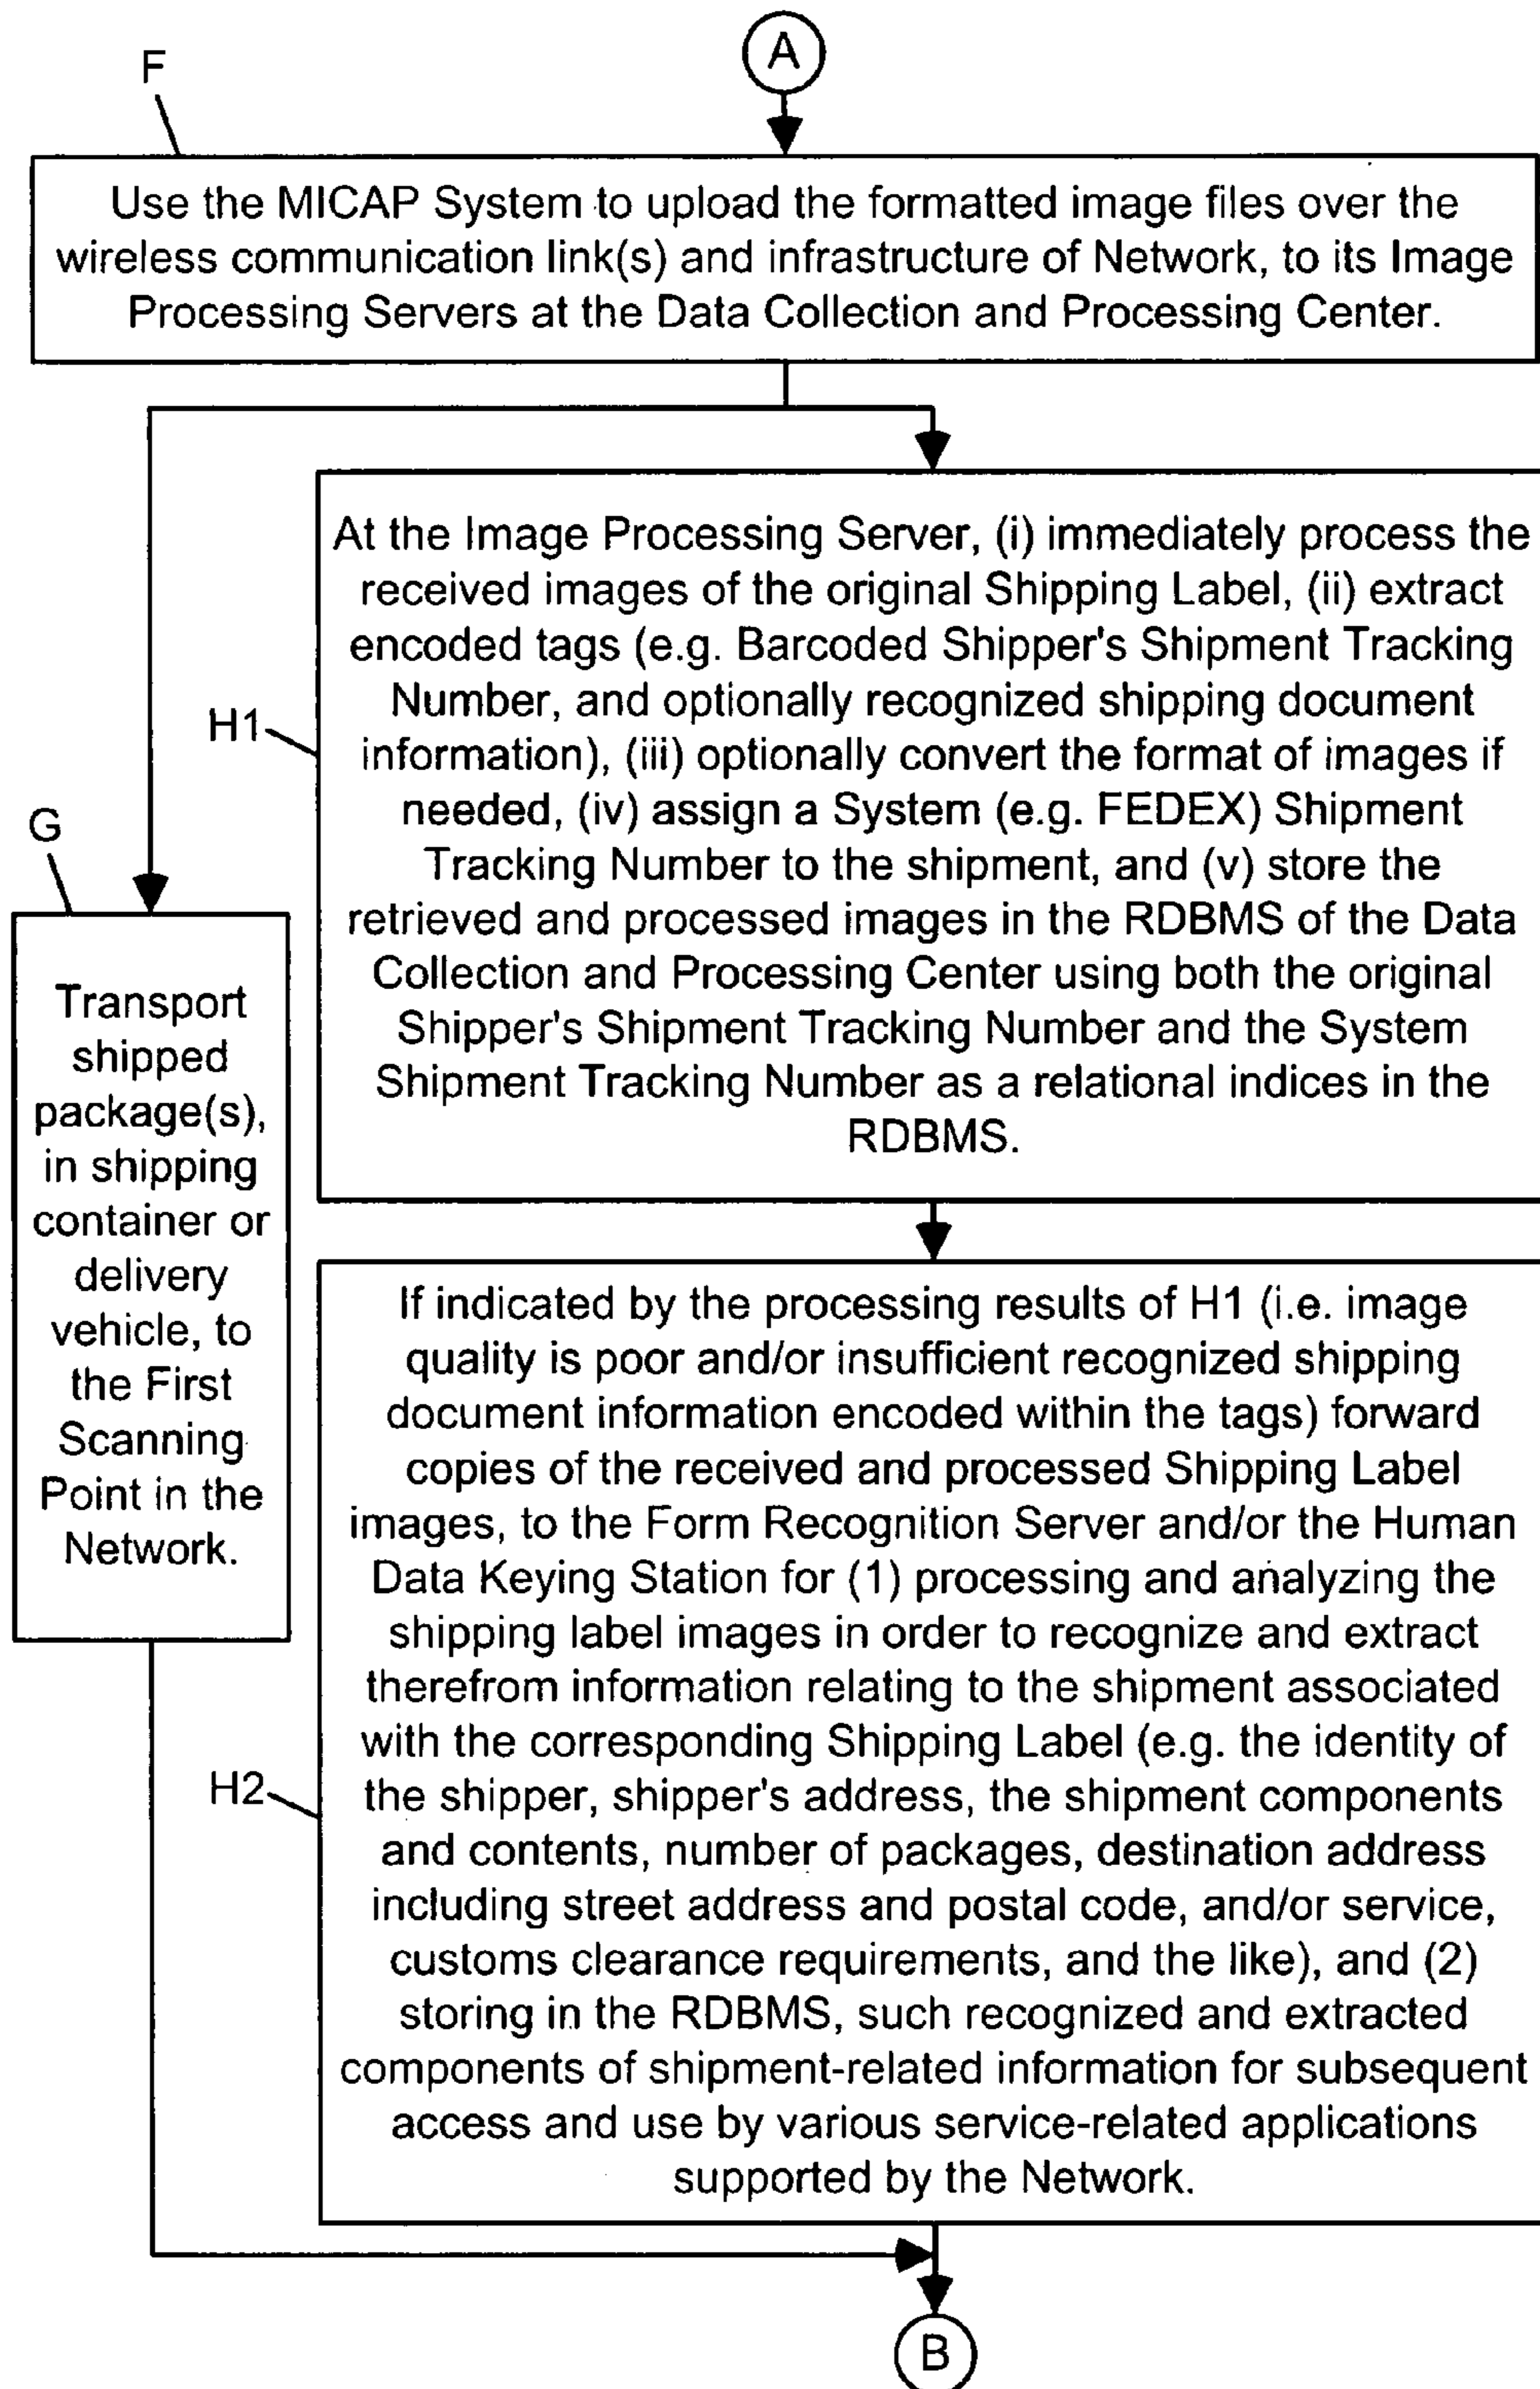 A
F
Use the MICAP System to upload the formatted image files over the
wireless communication link(s) and infrastructure of Network, to its Image
Processing Servers at the Data Collection and Processing Center.
H1
At the Image Processing Server, (i) immediately process the
received images of the original Shipping Label, (ii) extract
encoded tags (e.g. Barcoded Shipper's Shipment Tracking
Number, and optionally recognized shipping document
information), (iii) optionally convert the format of images if
needed, (iv) assign a System (e.g. FEDEX) Shipment
Tracking Number to the shipment, and (v) store the
retrieved and processed images in the RDBMS of the Data
Collection and Processing Center using both the original
Shipper's Shipment Tracking Number and the System
Shipment Tracking Number as a relational indices in the
RDBMS.
G
Transport
shipped
package(s),
in shipping
container or
delivery
vehicle, to
the First
Scanning
Point in the
Network.
H2
If indicated by the processing results of H1 (i.e. image
quality is poor and/or insufficient recognized shipping
document information encoded within the tags) forward
copies of the received and processed Shipping Label
images, to the Form Recognition Server and/or the Human
Data Keying Station for (1) processing and analyzing the
shipping label images in order to recognize and extract
therefrom information relating to the shipment associated
with the corresponding Shipping Label (e.g. the identity of
the shipper, shipper's address, the shipment components
and contents, number of packages, destination address
including street address and postal code, and/or service,
customs clearance requirements, and the like), and (2)
storing in the RDBMS, such recognized and extracted
components of shipment-related information for subsequent
access and use by various service-related applications
supported by the Network.
B